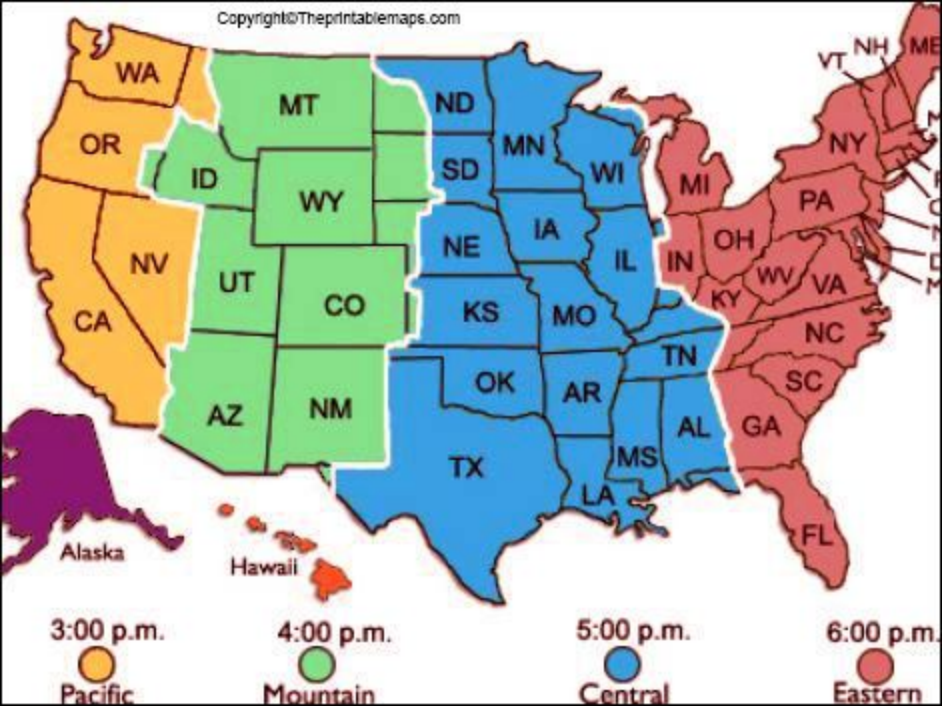 Copyright©Theprintablemaps.com
WA
MT
ND
MN
VT
NH
ME
OR
ID
WY
SD
WI
MI
NY
PA
NV
UT
CO
NE
IA
IL
IN
OH
WV
VA
KY
CA
KS
MO
NC
TN
SC
AZ
NM
OK
AR
MS
AL
GA
TX
LA
FL
Alaska
Hawaii
3:00 p.m.
4:00 p.m.
5:00 p.m.
6:00 p.m.
Pacific
Mountain
Central
Eastern